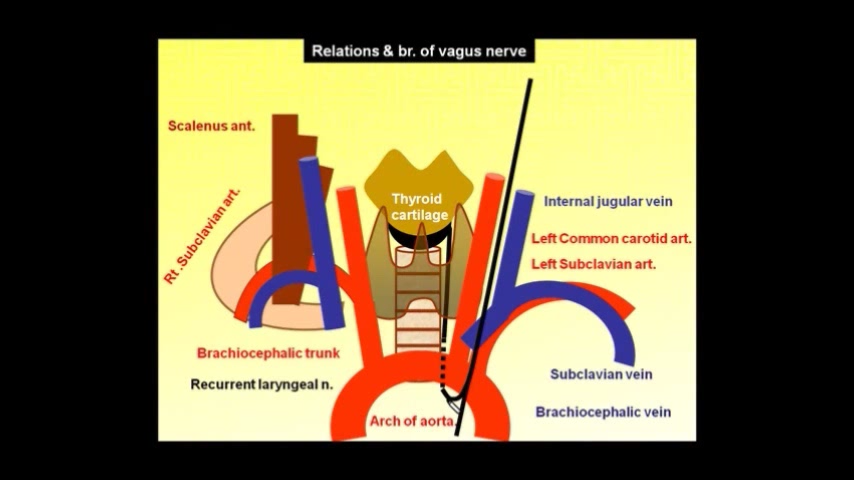 Relations & br. of vagus nerve
Scalenus ant.
Rt .Subclavian art.
Thyroid
cartilage
Internal jugular vein
Left Common carotid art.
Left Subclavian art.
Brachiocephalic trunk
Recurrent laryngeal n.
Subclavian vein
Arch of aorta.
Brachiocephalic vein